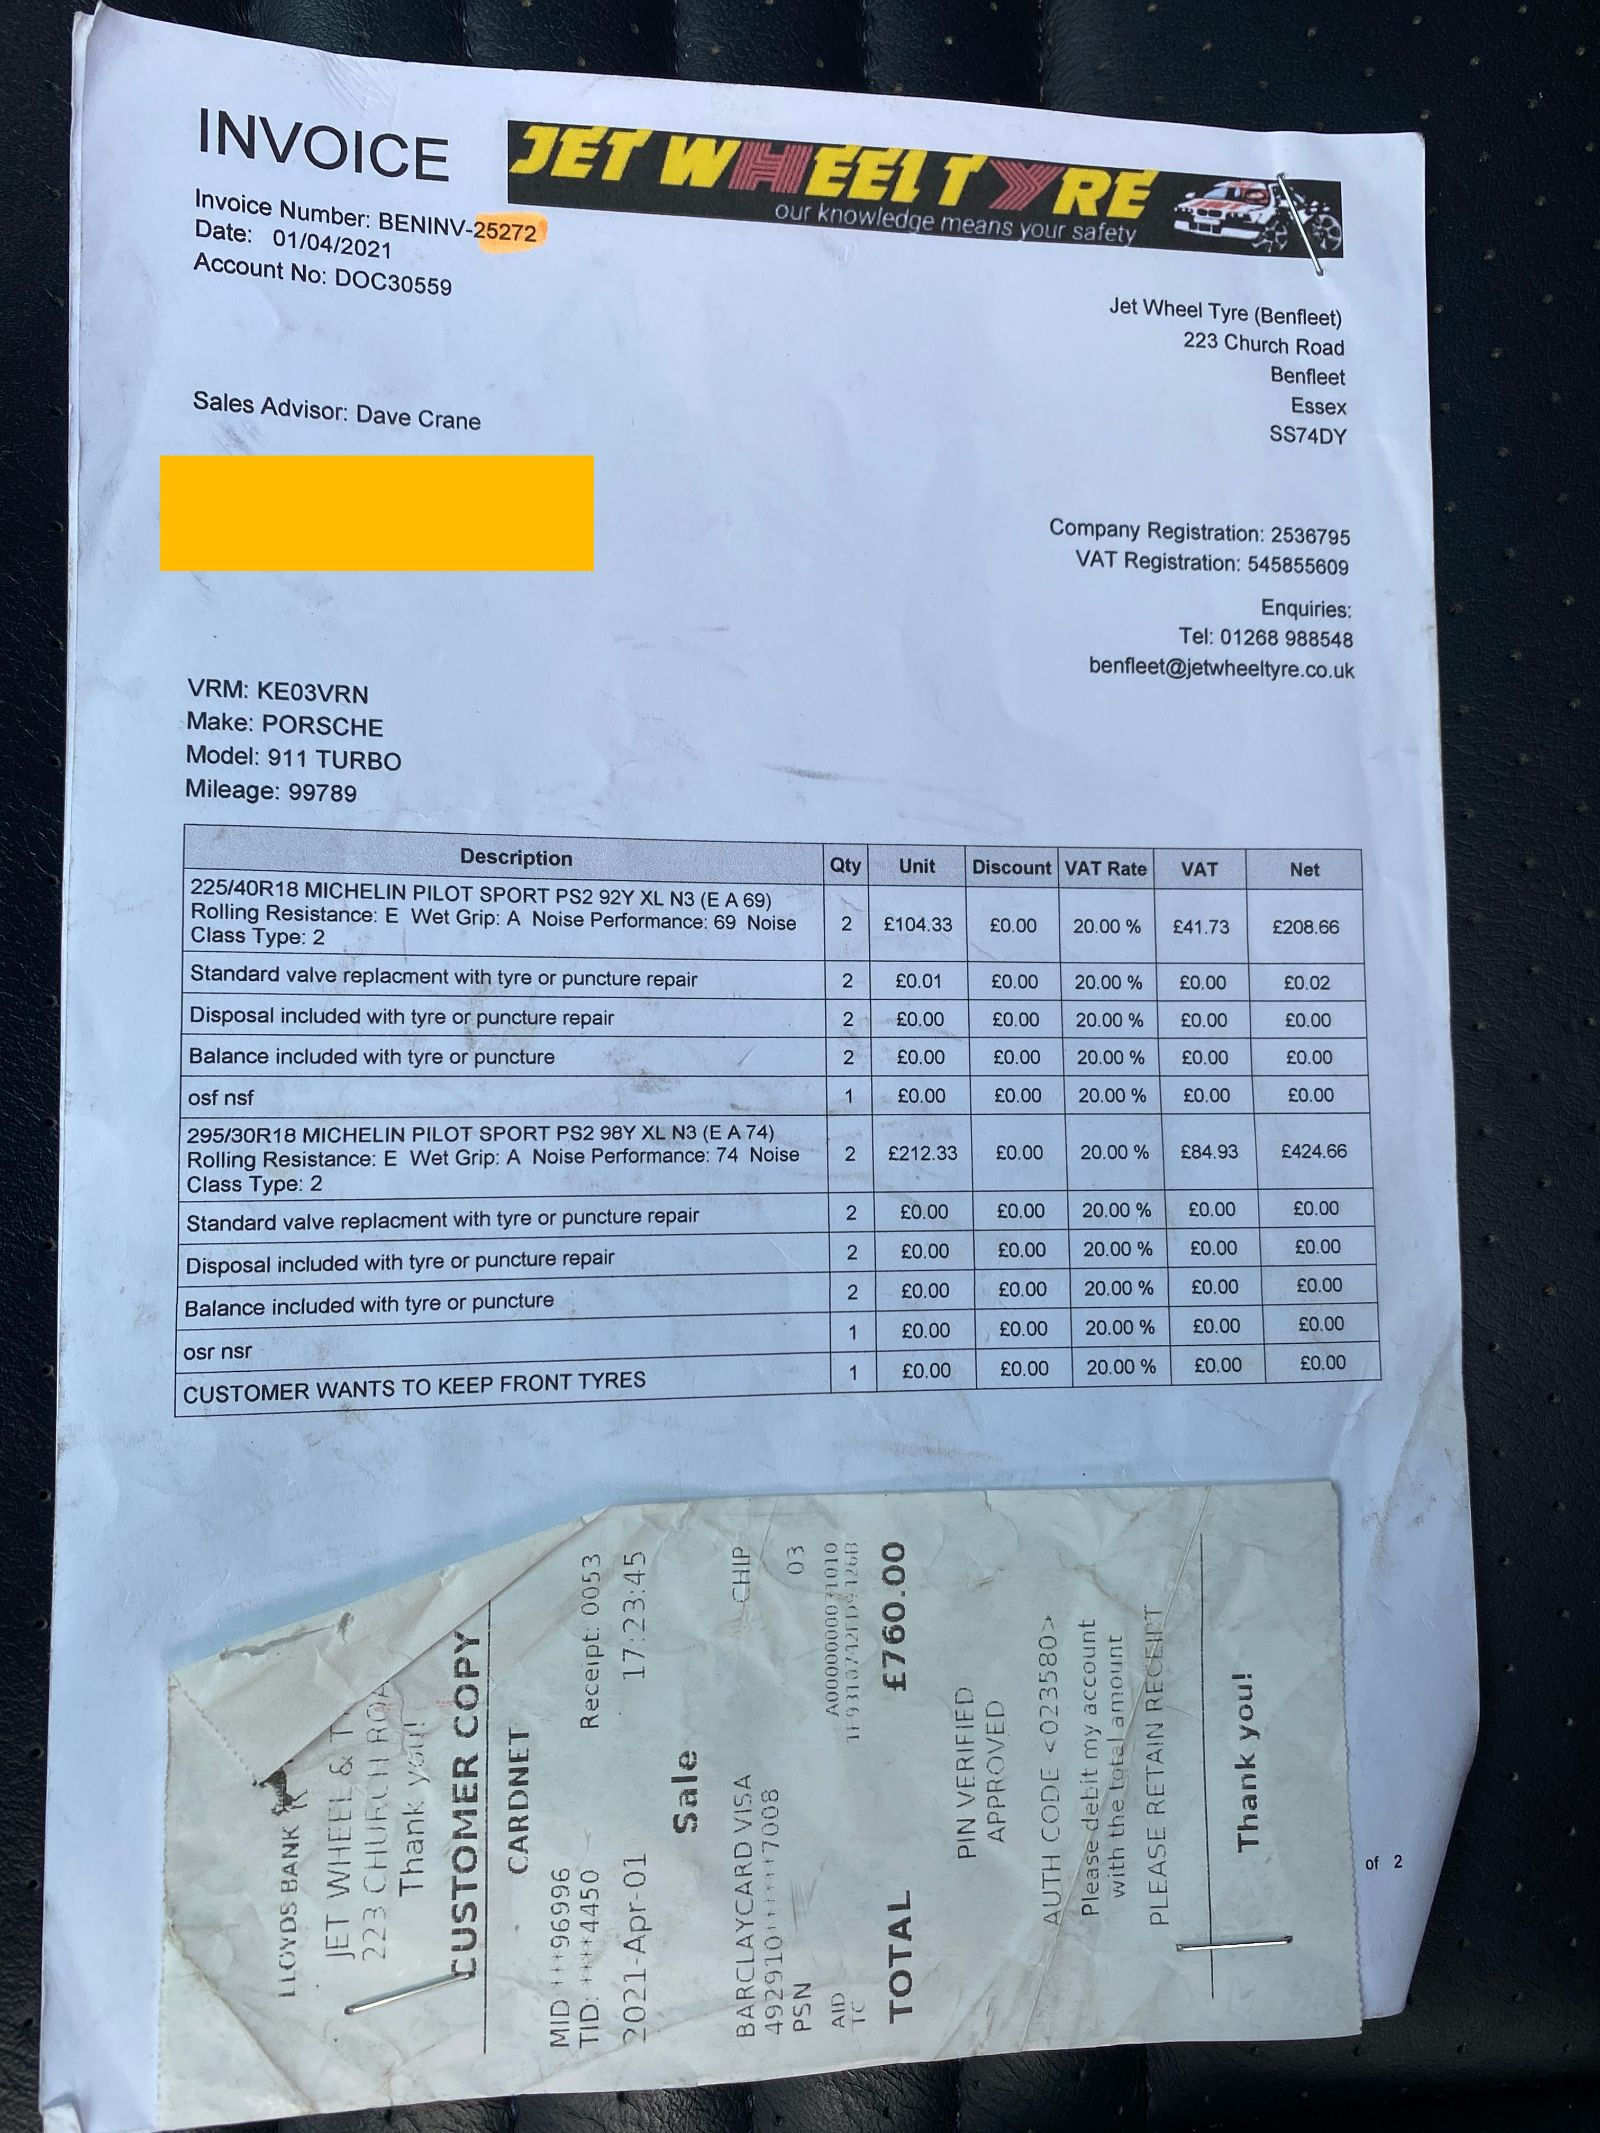 INVOICE
JET WHEEL TYRE
our knowledge means your safety
Invoice Number: BENINV-25272
Date: 01/04/2021
Account No: DOC30559
Jet Wheel Tyre (Benfleet)
223 Church Road
Benfleet
Essex
SS74DY
Sales Advisor: Dave Crane
Company Registration: 2536795
VAT Registration: 545855609
Enquiries:
Tel: 01268 988548
benfleet@jetwheeltyre.co.uk
VRM: KE03VRN
Make: PORSCHE
Model: 911 TURBO
Mileage: 99789
Description Qty Unit Discount VAT Rate VAT Net
225/40R18 MICHELIN PILOT SPORT PS2 92Y XL N3 (E A 69)
Rolling Resistance: E Wet Grip: A Noise Performance: 69 Noise
Class Type: 2
2 £104.33 £0.00 20.00 % £41.73 £208.66
Standard valve replacment with tyre or puncture repair 2 £0.01 £0.00 20.00 % £0.00 £0.02
Disposal included with tyre or puncture repair 2 £0.00 £0.00 20.00 % £0.00 £0.00
Balance included with tyre or puncture 2 £0.00 £0.00 20.00 % £0.00 £0.00
osf nsf 1 £0.00 £0.00 20.00 % £0.00 £0.00
295/30R18 MICHELIN PILOT SPORT PS2 98Y XL N3 (E A 74)
Rolling Resistance: E Wet Grip: A Noise Performance: 74 Noise
Class Type: 2
2 £212.33 £0.00 20.00 % £84.93 £424.66
Standard valve replacment with tyre or puncture repair 2 £0.00 £0.00 20.00 % £0.00 £0.00
Disposal included with tyre or puncture repair 2 £0.00 £0.00 20.00 % £0.00 £0.00
Balance included with tyre or puncture 2 £0.00 £0.00 20.00 % £0.00 £0.00
osr nsr 1 £0.00 £0.00 20.00 % £0.00 £0.00
CUSTOMER WANTS TO KEEP FRONT TYRES 1 £0.00 £0.00 20.00 % £0.00 £0.00
of 2
LLOYDS BANK
JET WHEEL & T
223 CHURCH ROA
Thank you!
CUSTOMER COPY
CARDNET
MID ***96996
TID: ****4450 Receipt: 0053
2021-Apr-01 17:23:45
Sale
BARCLAYCARD VISA CHIP
492910******7008
PSN 03
AID A0000000031010
TC
TOTAL £760.00
PIN VERIFIED
APPROVED
AUTH CODE <023580>
Please debit my account
with the total amount
PLEASE RETAIN RECEIPT
Thank you!